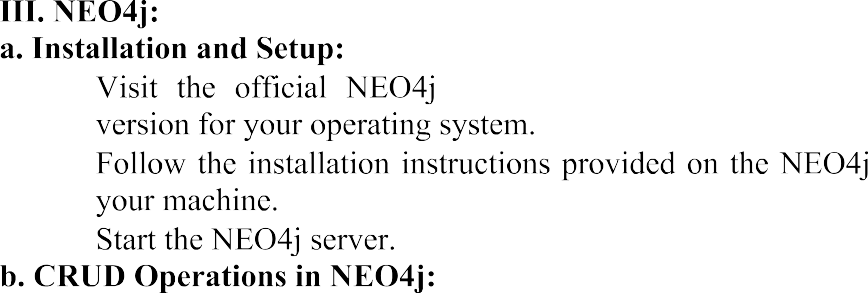 III. NEO4j:
a. Installation and Setup:
Visit the official NEO4j
version for your operating system.
Follow the installation instructions provided on the NEO4j
your machine.
Start the NEO4j server.
b. CRUD Operations in NEO4j: